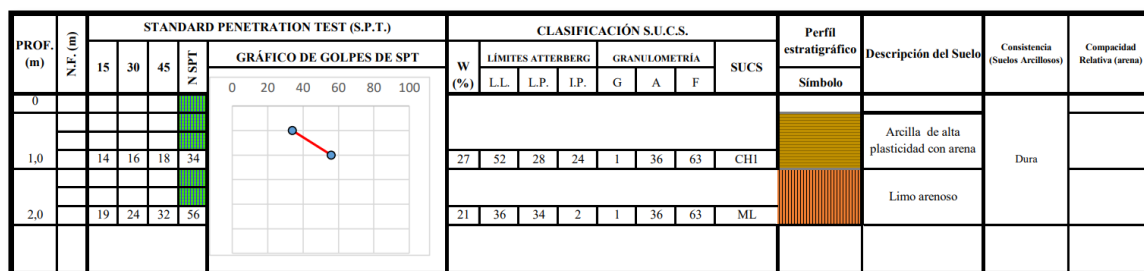 STANDARD PENETRATION TEST (S.P.T.) CLASIFICACIÓN S.U.C.S.
PROF. (m) N.F. (m) 15 30 45 N SPT GRÁFICO DE GOLPES DE SPT W (%) LÍMITES ATTERBERG GRANULOMETRÍA SUCS Perfil estratigráfico Descripción del Suelo Consistencia (Suelos Arcillosos) Compacidad Relativa (arena)
L.L. L.P. I.P. G A F Símbolo
0 20 40 60 80 100
0
Arcilla de alta plasticidad con arena
1,0 14 16 18 34 27 52 28 24 1 36 63 CH1 Dura
Limo arenoso
2,0 19 24 32 56 21 36 34 2 1 36 63 ML